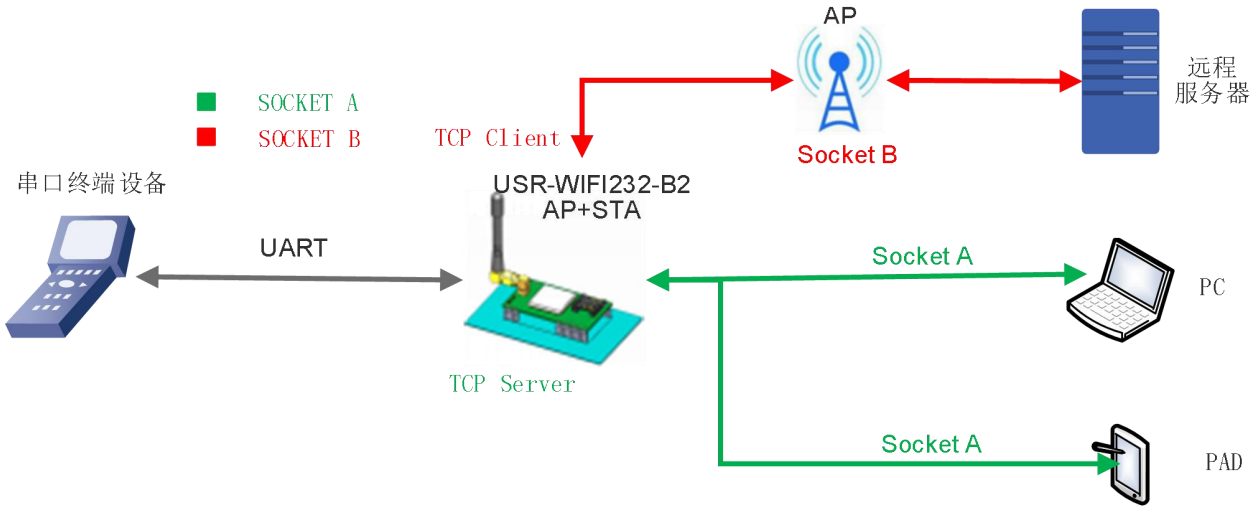 AP
远程
服务器
SOCKET A
SOCKET B
TCP Client
Socket B
串口终端设备
USR-WIFI232-B2
AP+STA
UART
Socket A
PC
TCP Server
Socket A
PAD